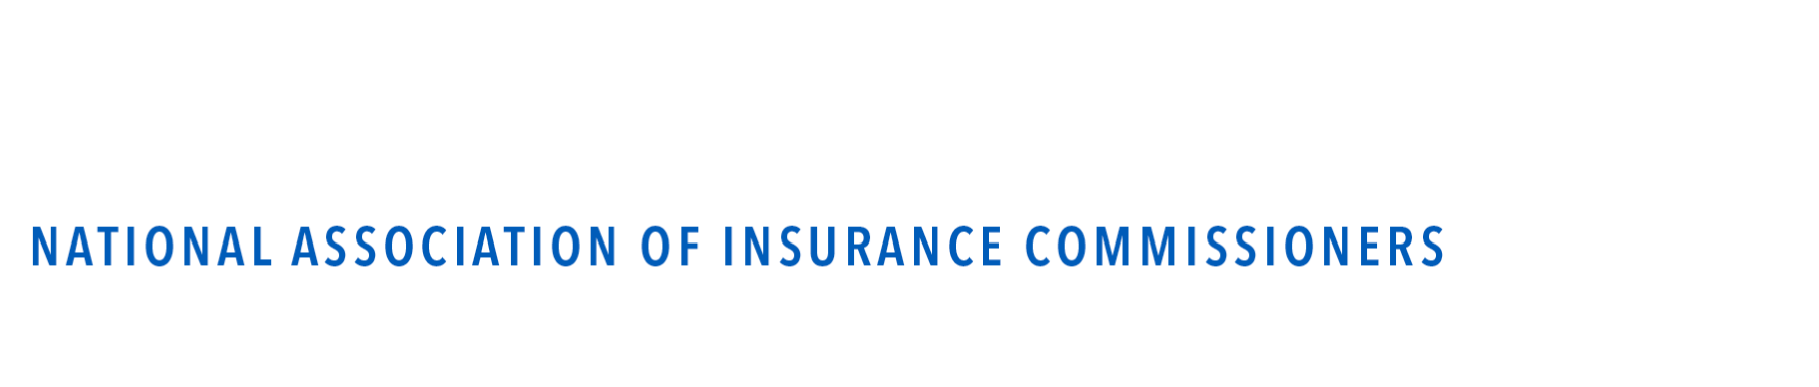 NATIONAL ASSOCIATION OF INSURANCE COMMISSIONERS